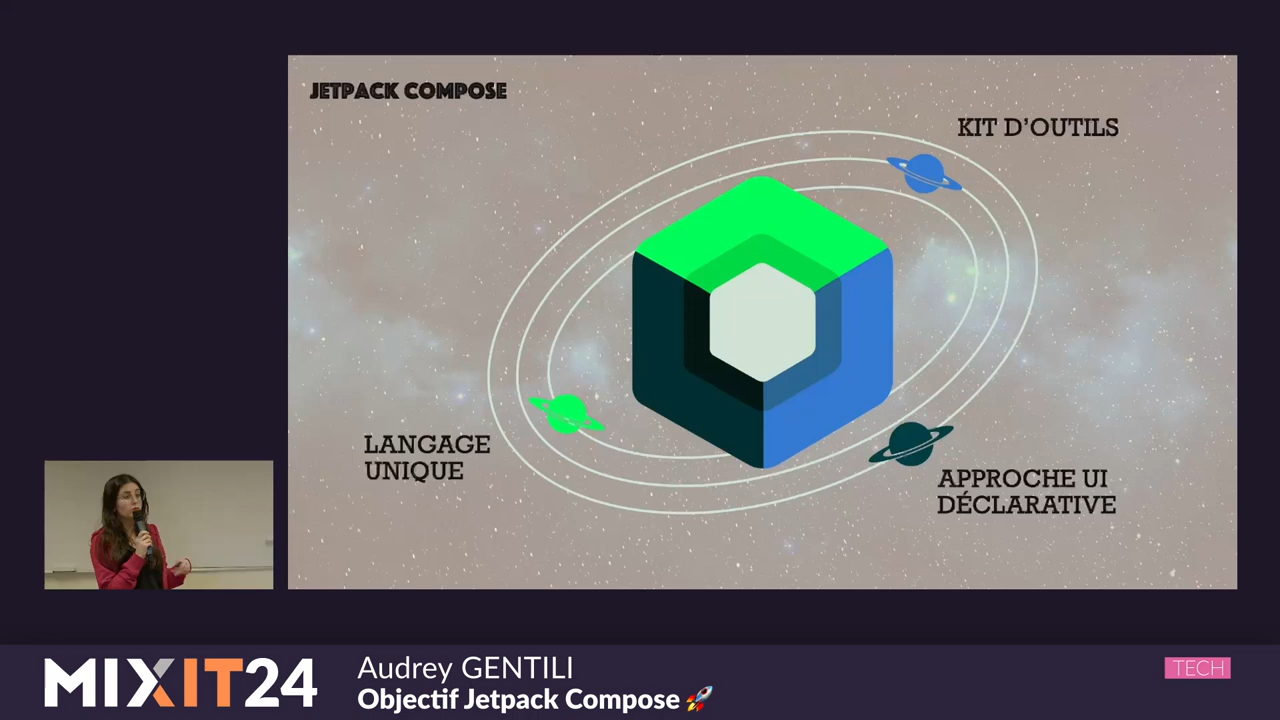 JETPACK COMPOSE
KIT D’OUTILS
LANGAGE
UNIQUE
APPROCHE UI
DÉCLARATIVE
MIXIT24
Audrey GENTILI
Objectif Jetpack Compose 🚀
TECH